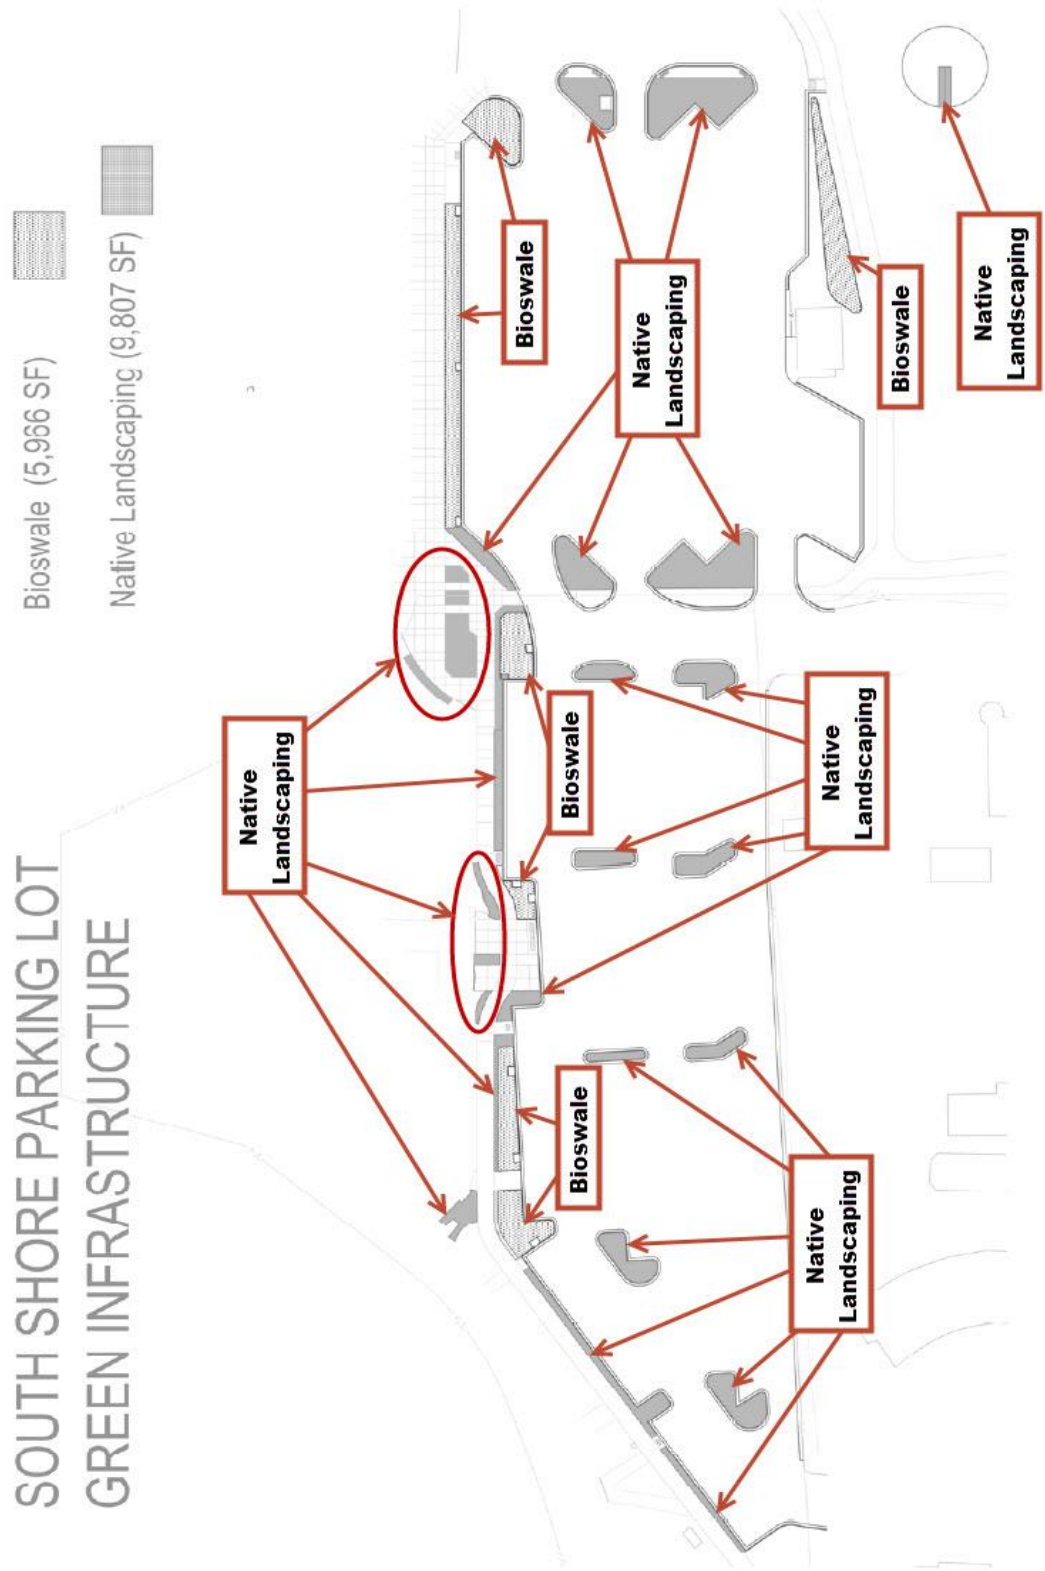 SOUTH SHORE PARKING LOT
GREEN INFRASTRUCTURE
Bioswale (5,966 SF)
Native Landscaping (9,807 SF)
Native
Landscaping
Bioswale
Native
Landscaping
Bioswale
Bioswale
Native
Landscaping
Native
Landscaping
Bioswale
Native
Landscaping